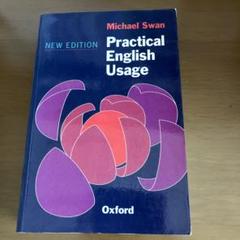 Michael Swan
NEW EDITION
Practical
English
Usage
Oxford